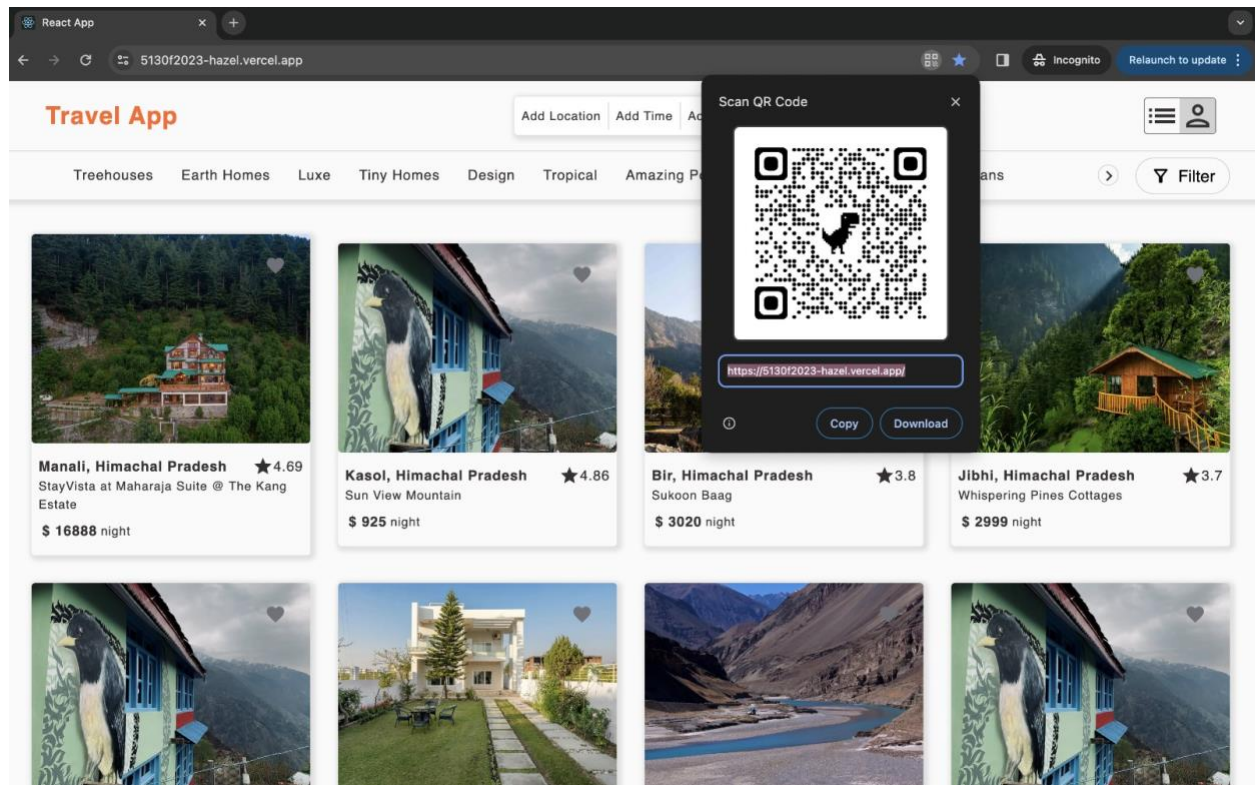 React App
5130f2023-hazel.vercel.app
Incognito
Relaunch to update
Scan QR Code
Travel App
Add Location Add Time
Treehouses Earth Homes Luxe Tiny Homes Design Tropical Amazing
Filter
https://5130f2023-hazel.vercel.app/
Copy Download
Manali, Himachal Pradesh ★4.69
StayVista at Maharaja Suite @ The Kang
Estate
$ 16888 night
Kasol, Himachal Pradesh ★4.86
Sun View Mountain
$ 925 night
Bir, Himachal Pradesh ★3.8
Sukoon Baag
$ 3020 night
Jibhi, Himachal Pradesh ★3.7
Whispering Pines Cottages
$ 2999 night